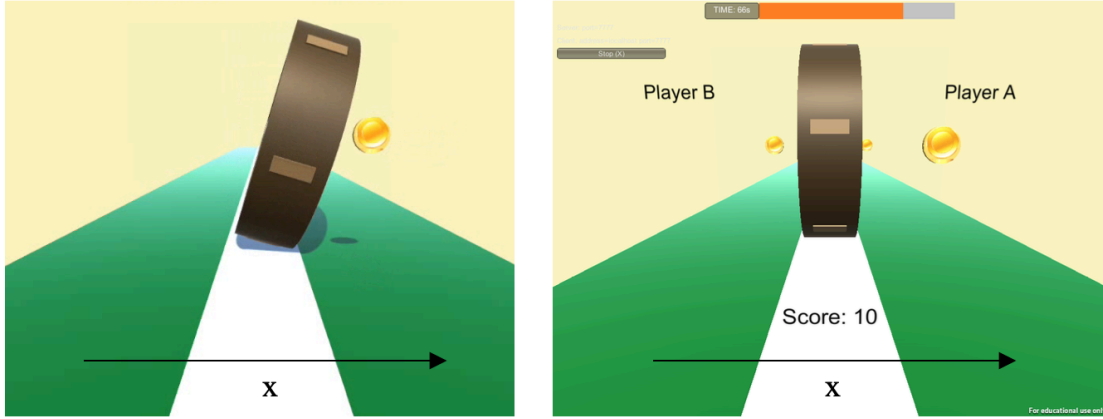 X
TIME: 66s
Stop (X)
Player B
Player A
Score: 10
X
For educational use onl